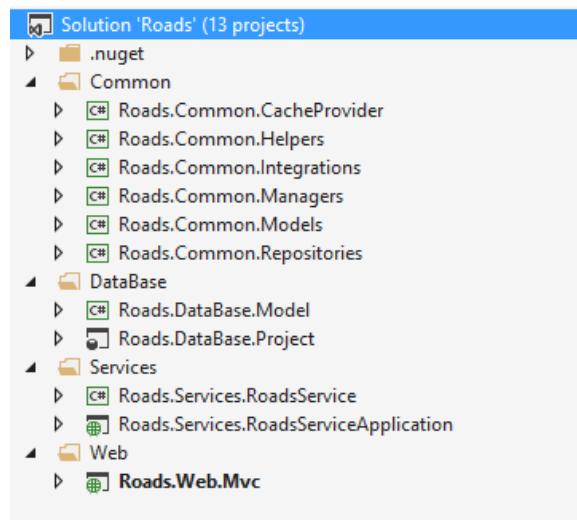 Solution 'Roads' (13 projects)
.nuget
Common
C# Roads.Common.CacheProvider
C# Roads.Common.Helpers
C# Roads.Common.Integrations
C# Roads.Common.Managers
C# Roads.Common.Models
C# Roads.Common.Repositories
DataBase
C# Roads.DataBase.Model
Roads.DataBase.Project
Services
C# Roads.Services.RoadsService
Roads.Services.RoadsServiceApplication
Web
Roads.Web.Mvc